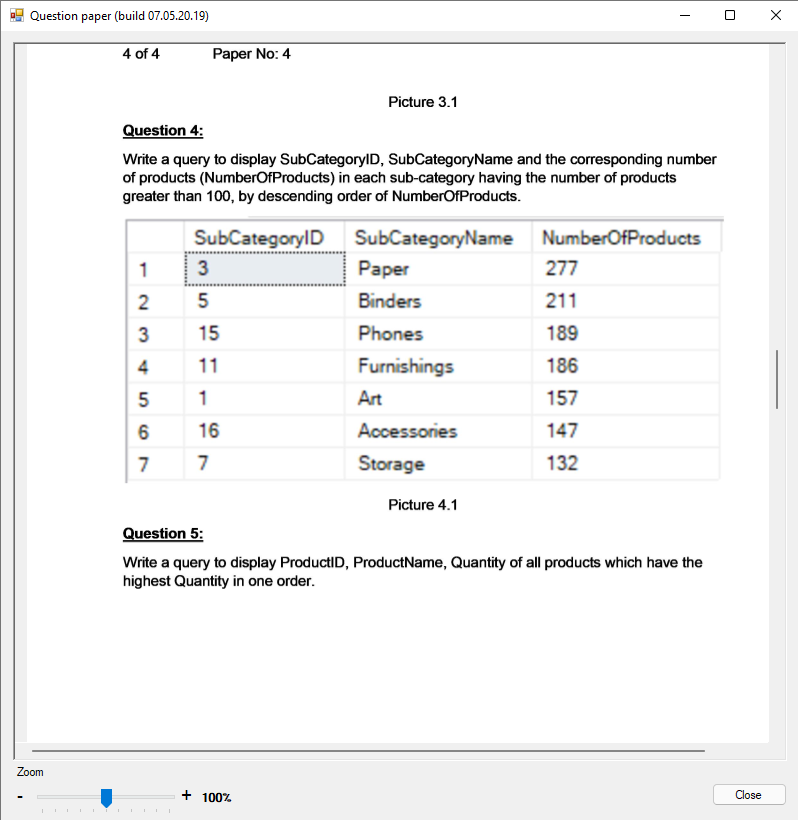 Question paper (build 07.05.20.19)
4 of 4 Paper No: 4
Picture 3.1
Question 4:
Write a query to display SubCategoryID, SubCategoryName and the corresponding number
of products (NumberOfProducts) in each sub-category having the number of products
greater than 100, by descending order of NumberOfProducts.
SubCategoryID SubCategoryName NumberOfProducts
1 3 Paper 277
2 5 Binders 211
3 15 Phones 189
4 11 Furnishings 186
5 1 Art 157
6 16 Accessories 147
7 7 Storage 132
Picture 4.1
Question 5:
Write a query to display ProductID, ProductName, Quantity of all products which have the
highest Quantity in one order.
Zoom
- + 100%
Close